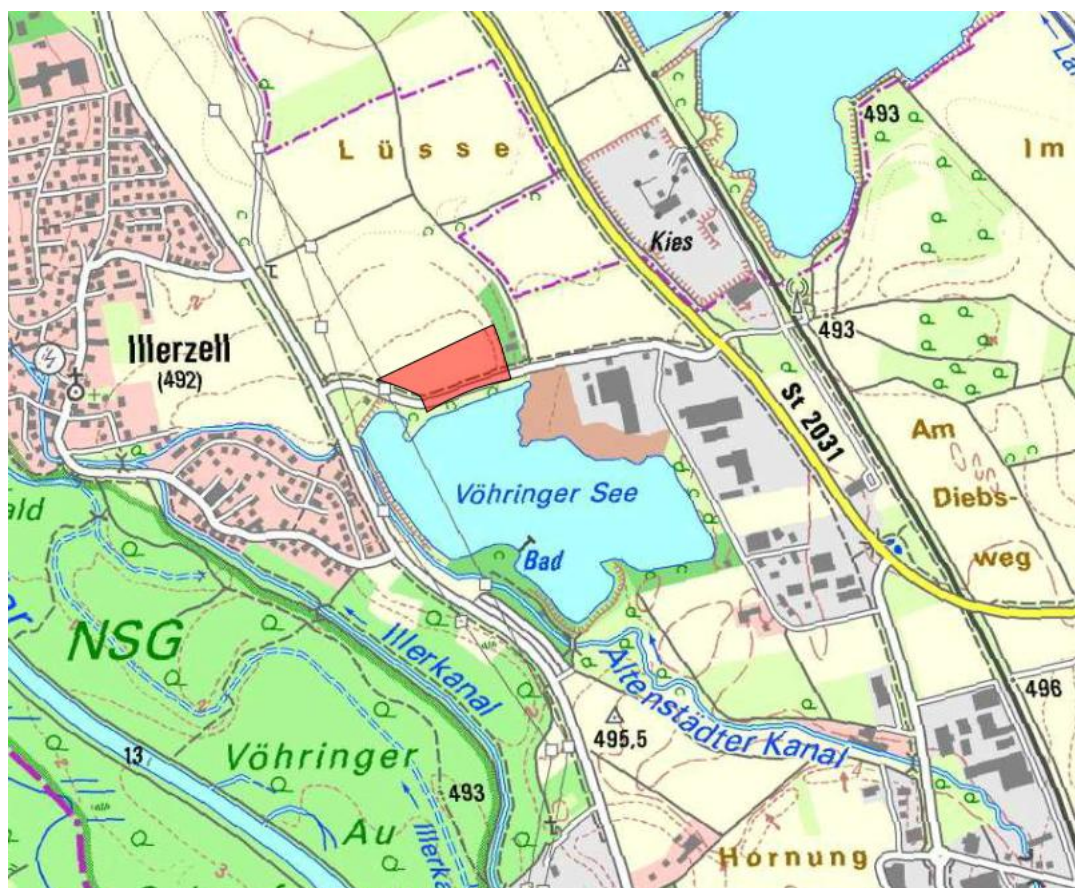 Lüsse
Kies
493
Im
493
Illerzell
(492)
St 2031
Am
Diebs-
weg
Vöhringer See
Bad
ald
NSG
Illerkanal
Altenstädter Kanal
495,5
496
13
Vöhringer
Au
493
Hornung